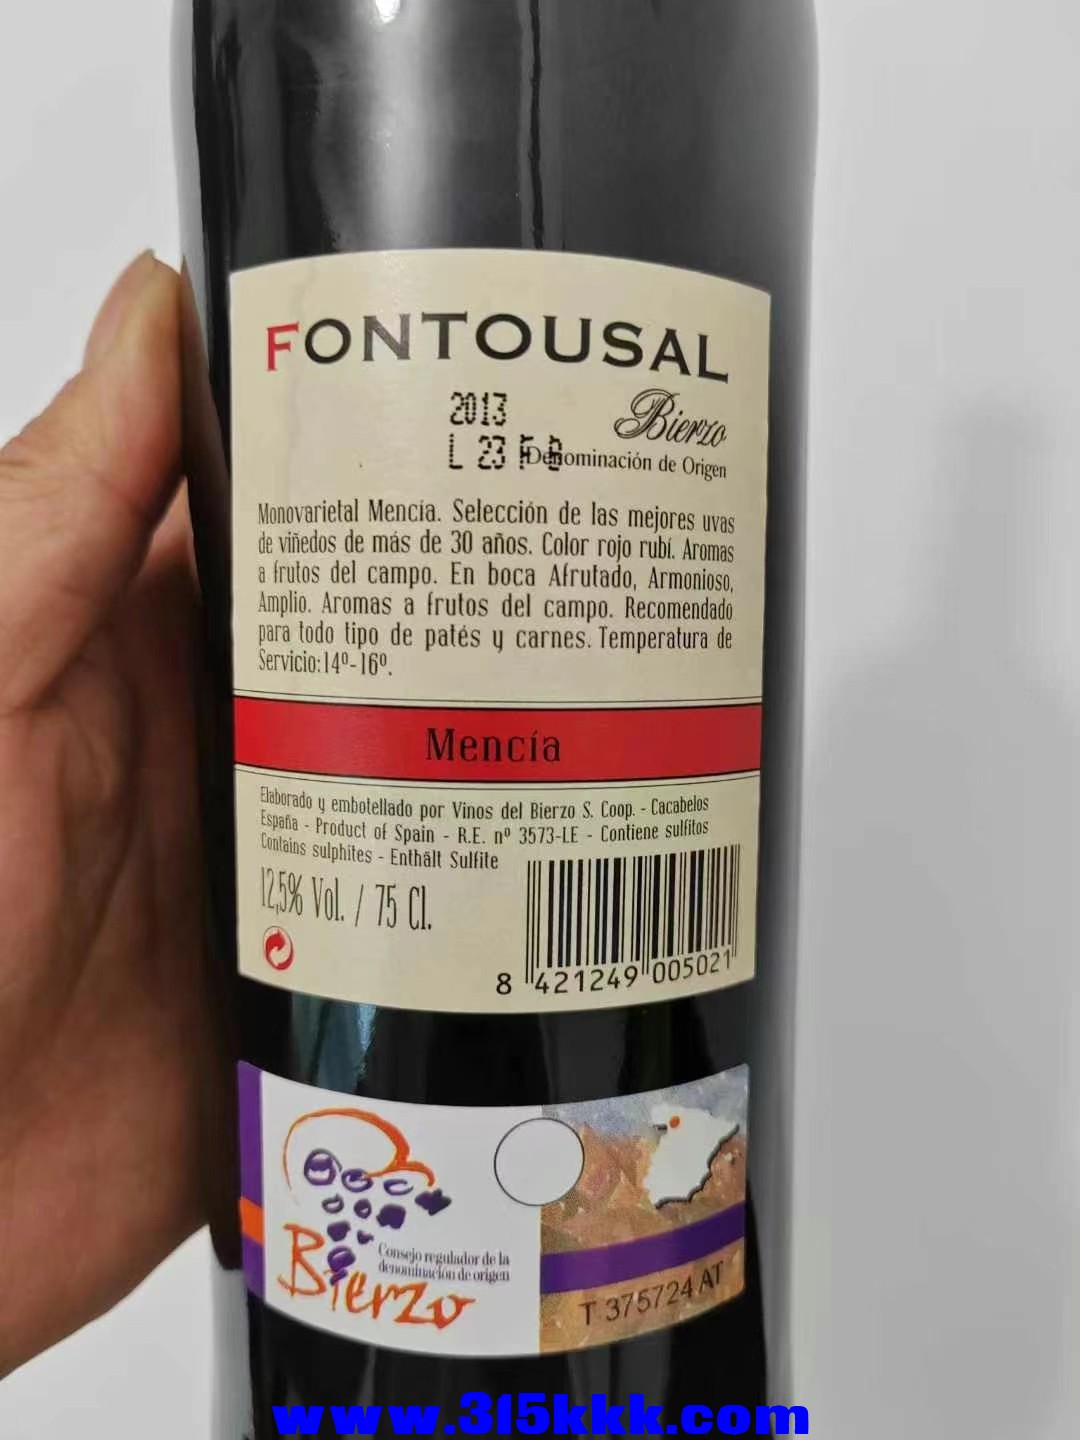 FONTOUSAL
2013
Bierzo
L 23
Denominación de Origen
Monovarietal Mencía. Selección de las mejores uvas
de viñedos de más de 30 años. Color rojo rubí. Aromas
a frutos del campo. En boca Afrutado, Armonioso,
Amplio. Aromas a frutos del campo. Recomendado
para todo tipo de patés y carnes. Temperatura de
Servicio:14º-16º.
Mencía
Elaborado y embotellado por Vinos del Bierzo S. Coop. - Cacabelos
España - Product of Spain - R.E. nº 3573-LE - Contiene sulfitos
Contains sulphites - Enthält Sulfite
12,5% Vol. / 75 Cl.
8 421249 005021
Bierzo
Consejo regulador de la
denominación de origen
T 375724 AT
www.315kkk.com